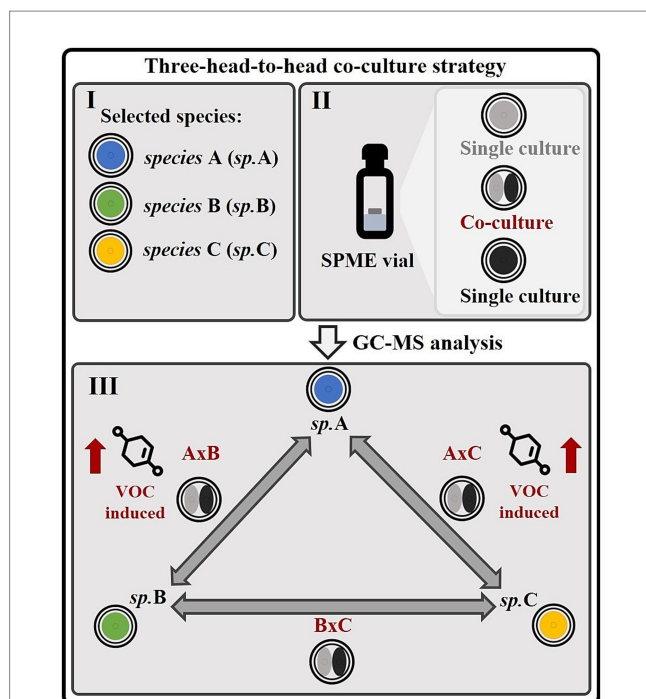 Three-head-to-head co-culture strategy
I
Selected species:
species A (sp.A)
species B (sp.B)
species C (sp.C)
II
SPME vial
Single culture
Co-culture
Single culture
GC-MS analysis
III
sp.A
AxB
VOC
induced
AxC
VOC
induced
sp.B
sp.C
BxC